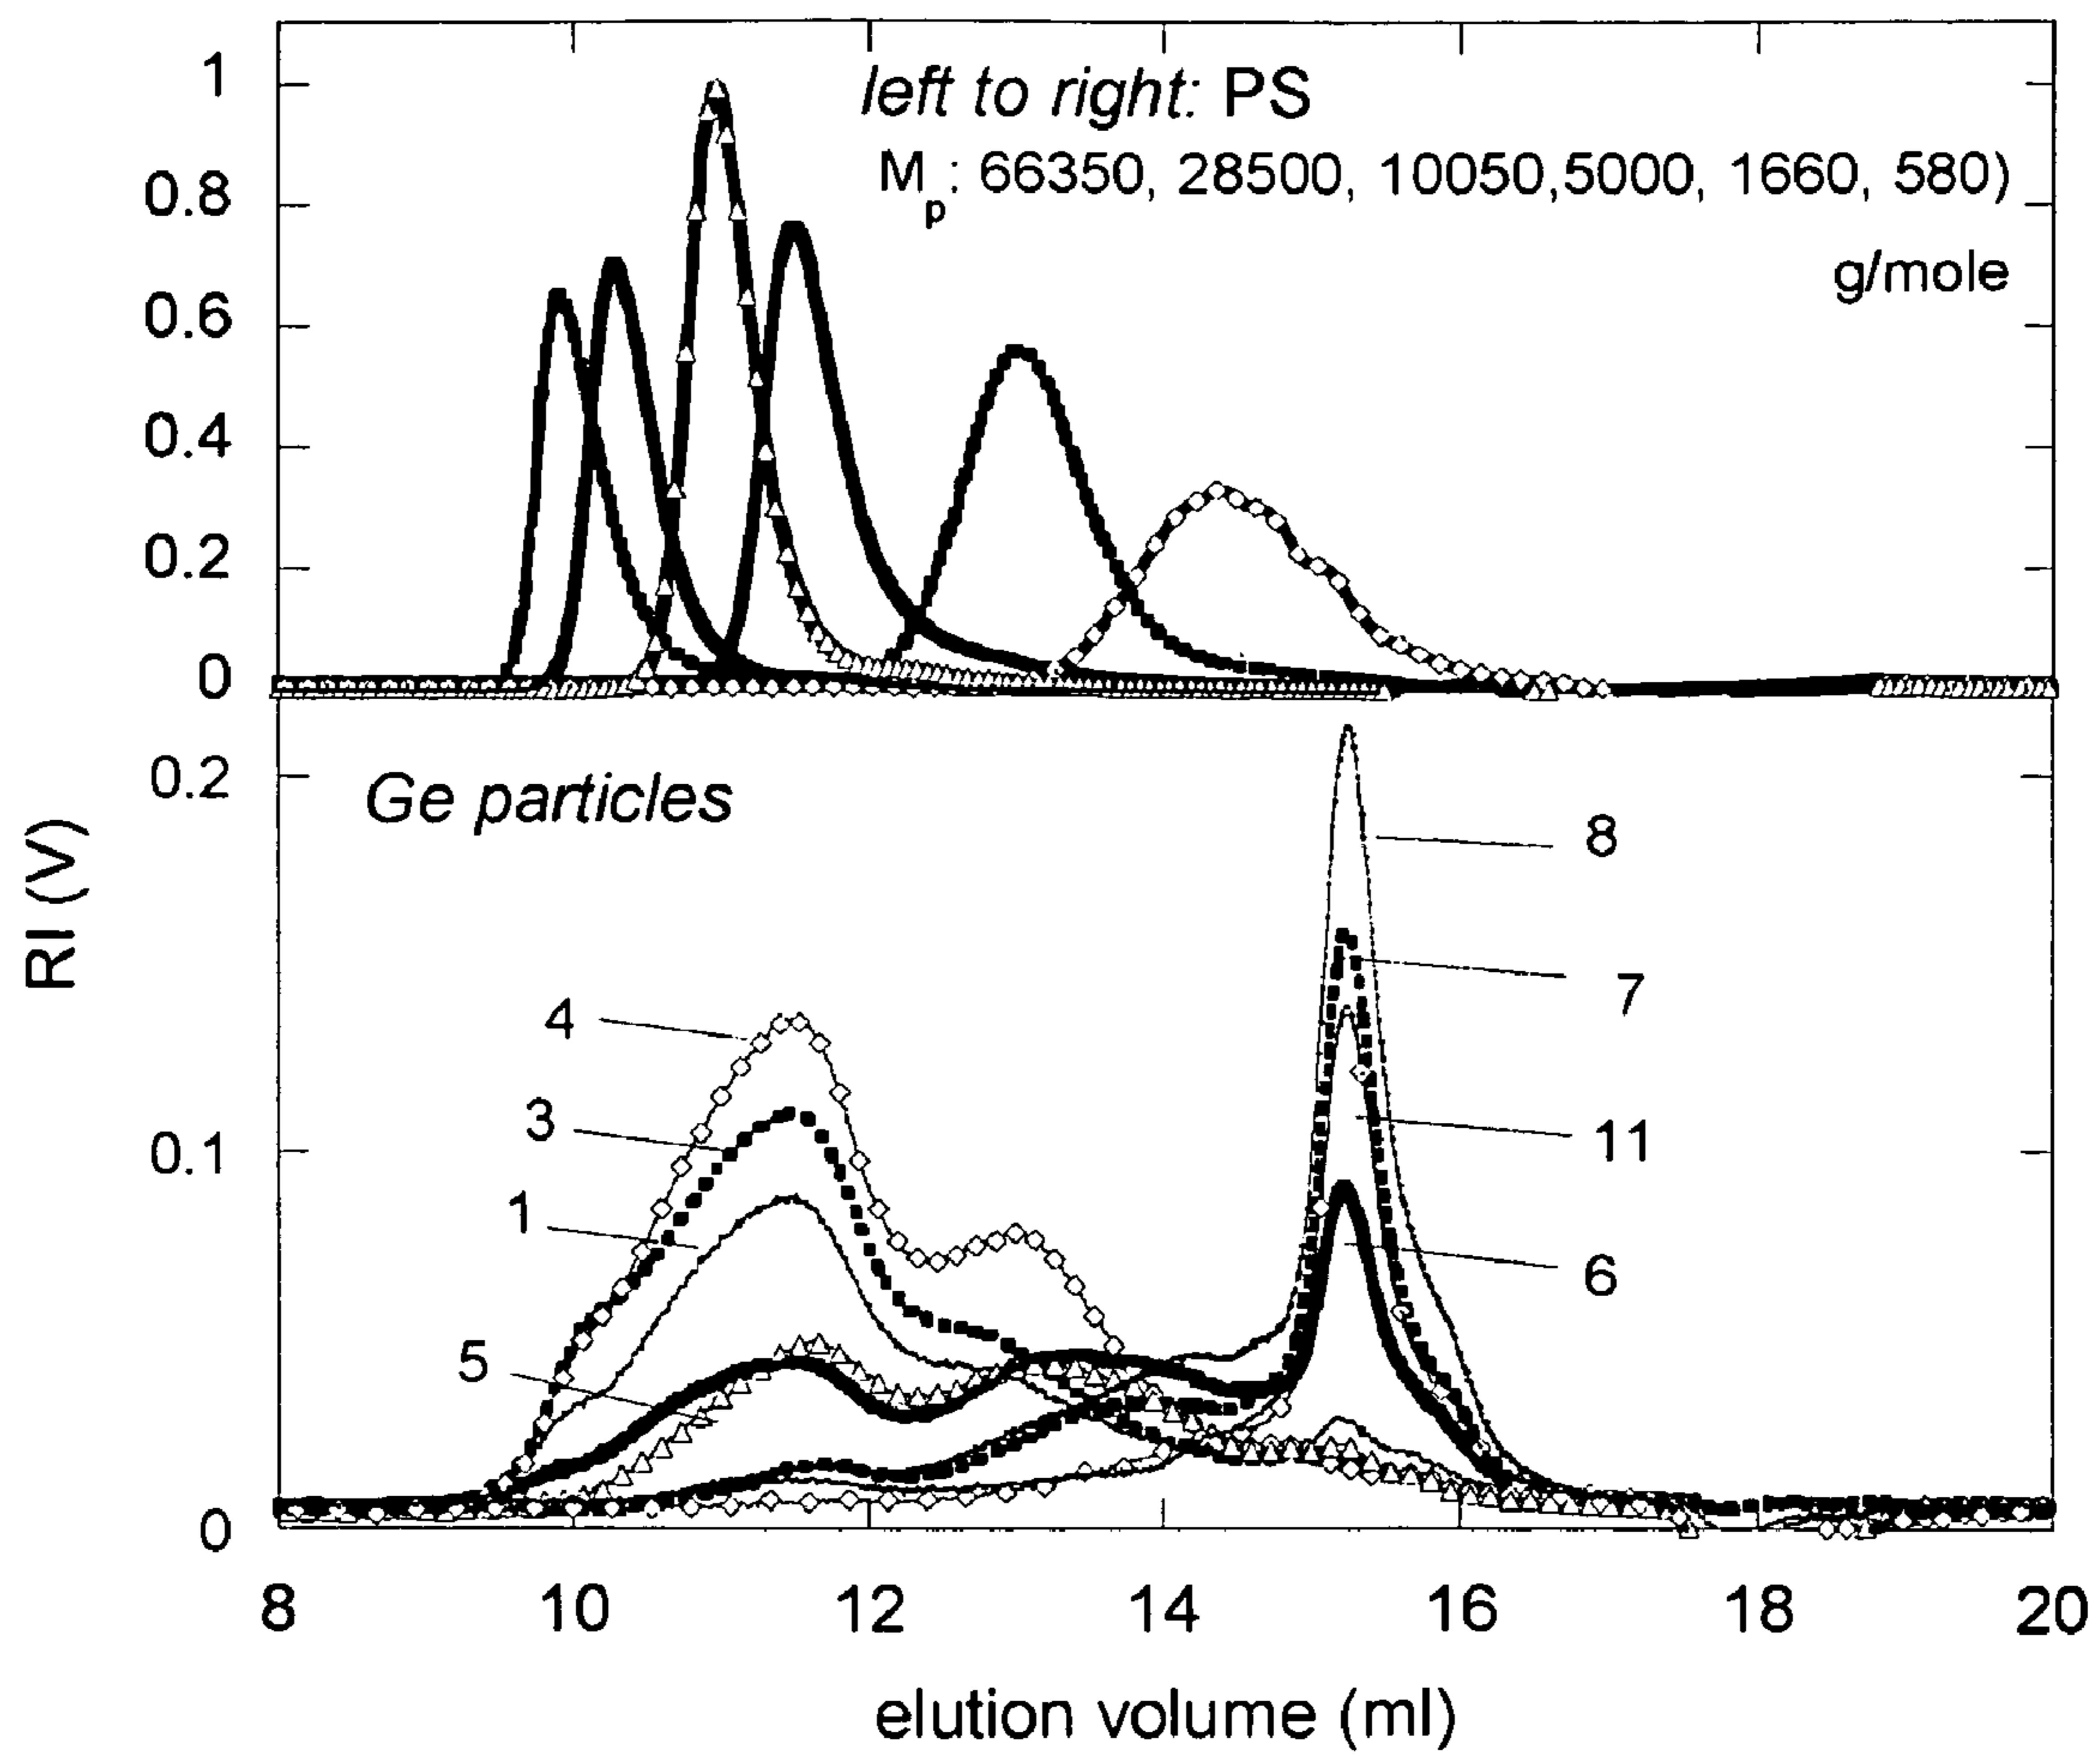 1
left to right: PS
0.8
Mp: 66350, 28500, 10050,5000, 1660, 580)
g/mole
0.6
0.4
0.2
0
RI (V)
0.2
Ge particles
8
7
4
3
0.1
11
1
6
5
0
8 10 12 14 16 18 20
elution volume (ml)